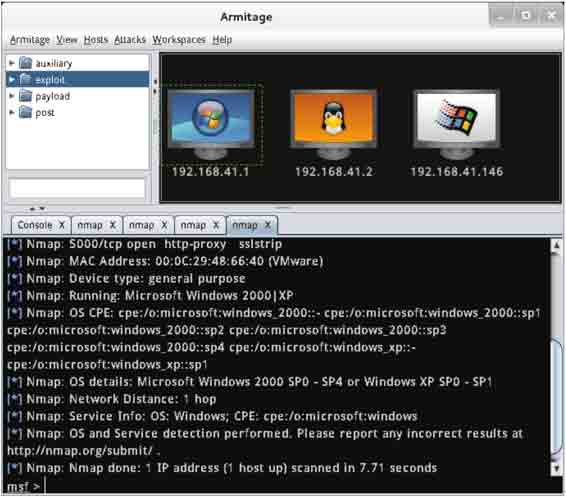 Armitage
Armitage View Hosts Attacks Workspaces Help
auxiliary
exploit
payload
post
192.168.41.1
192.168.41.2
192.168.41.146
Console X nmap X nmap X nmap X nmap X
[*] Nmap: 5000/tcp open http-proxy sslstrip
[*] Nmap: MAC Address: 00:0C:29:48:66:40 (VMware)
[*] Nmap: Device type: general purpose
[*] Nmap: Running: Microsoft Windows 2000|XP
[*] Nmap: OS CPE: cpe:/o:microsoft:windows_2000::- cpe:/o:microsoft:windows_2000::sp1
cpe:/o:microsoft:windows_2000::sp2 cpe:/o:microsoft:windows_2000::sp3
cpe:/o:microsoft:windows_2000::sp4 cpe:/o:microsoft:windows_xp::-
cpe:/o:microsoft:windows_xp::sp1
[*] Nmap: OS details: Microsoft Windows 2000 SP0 - SP4 or Windows XP SP0 - SP1
[*] Nmap: Network Distance: 1 hop
[*] Nmap: Service Info: OS: Windows; CPE: cpe:/o:microsoft:windows
[*] Nmap: OS and Service detection performed. Please report any incorrect results at
http://nmap.org/submit/ .
[*] Nmap: Nmap done: 1 IP address (1 host up) scanned in 7.71 seconds
msf >